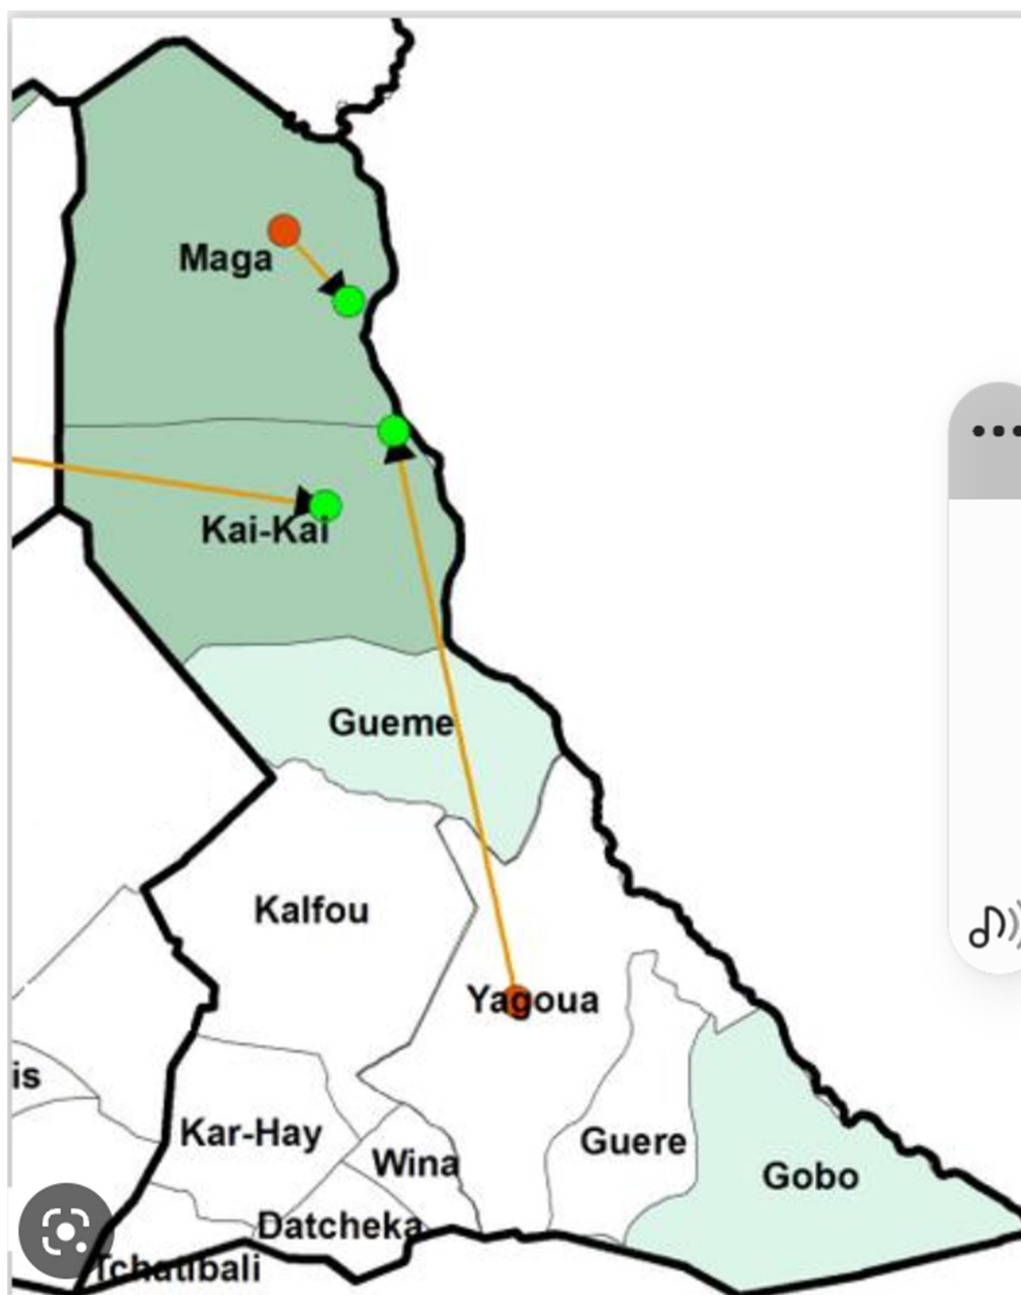 Maga
Kai-Kai
Gueme
Kalfou
Yagoua
is
Kar-Hay
Guere
Wina
Gobo
Datcheka
Tchatibali